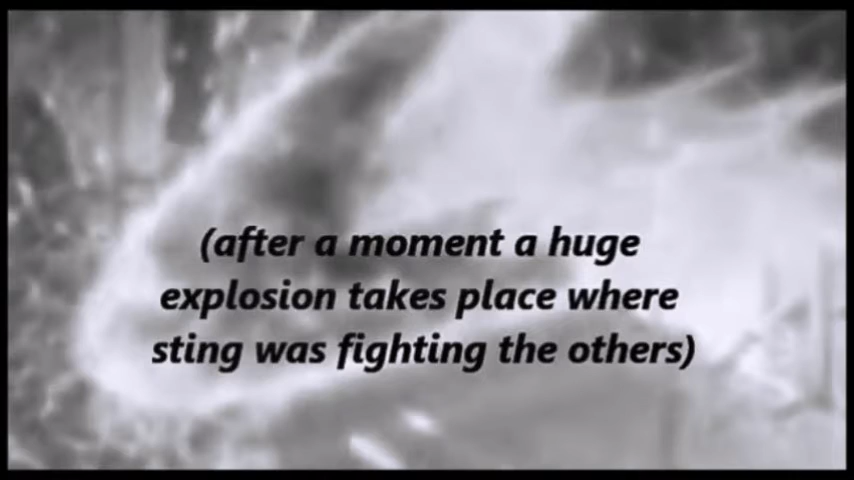 (after a moment a huge
explosion takes place where
sting was fighting the others)